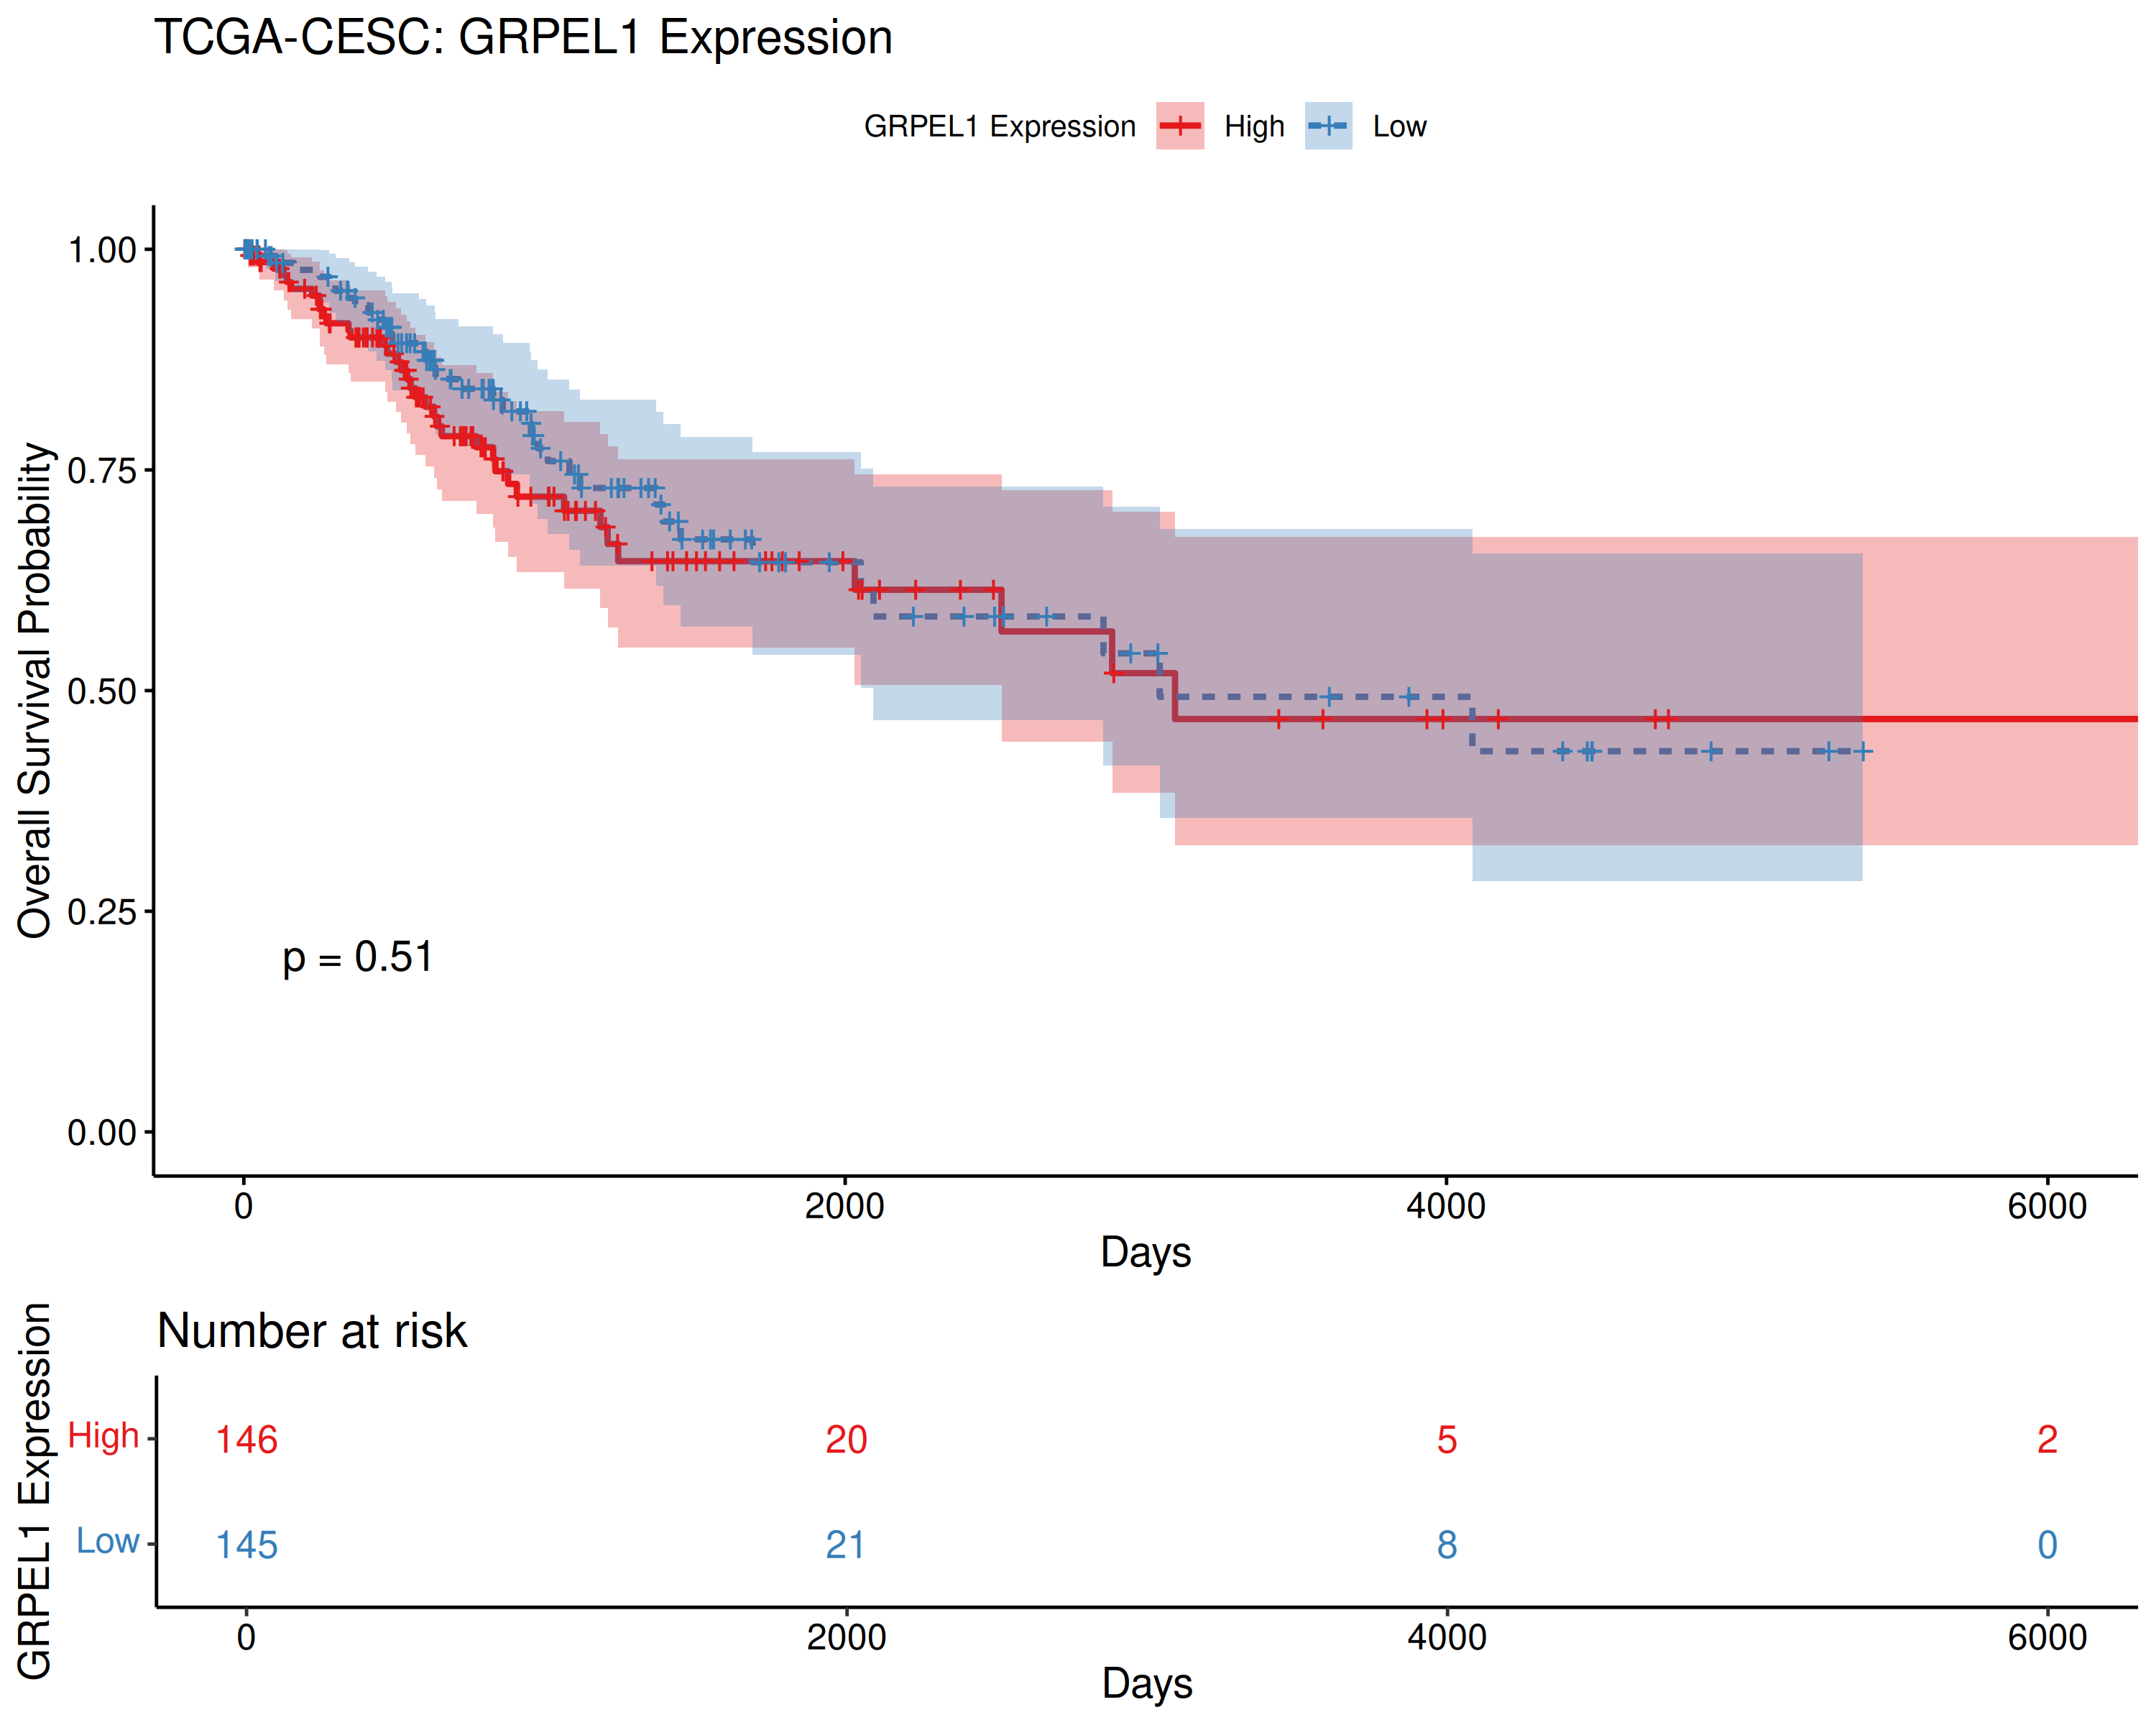 TCGA-CESC: GRPEL1 Expression
GRPEL1 Expression High Low
Overall Survival Probability
1.00
0.75
0.50
0.25
0.00
p = 0.51
0 2000 4000 6000
Days
Number at risk
GRPEL1 Expression
High 146 20 5 2
Low 145 21 8 0
0 2000 4000 6000
Days